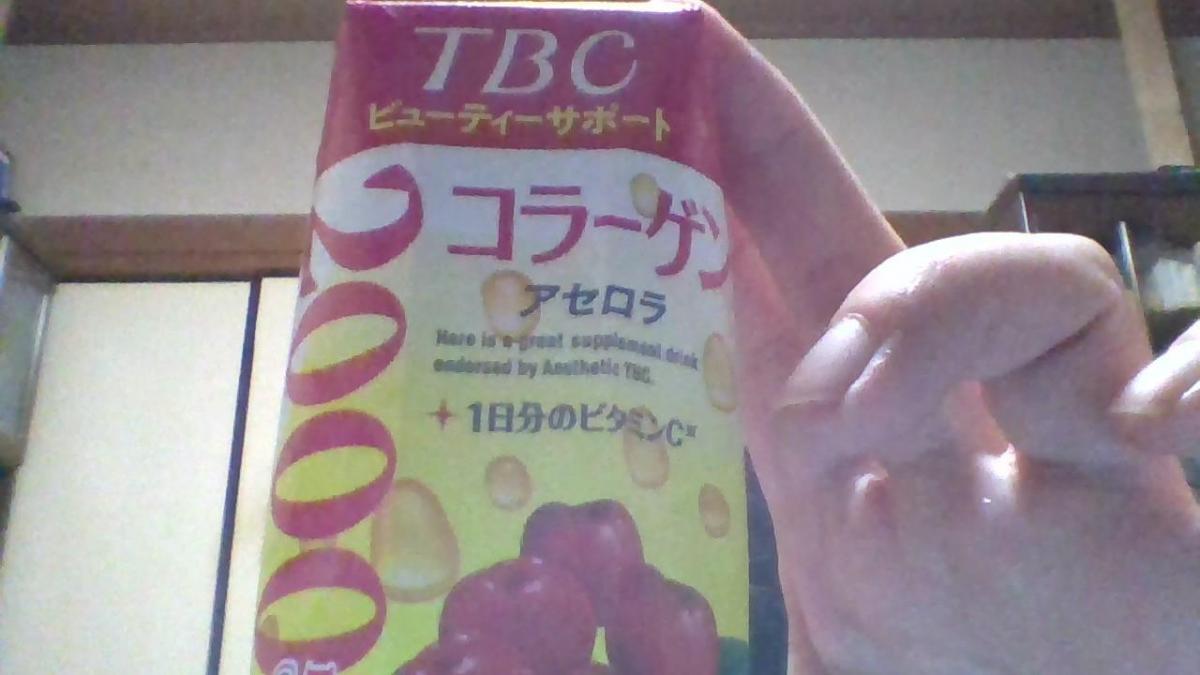 TBC
ビューティーサポート
コラーゲン
2000
アセロラ
Here is a great supplement drink
endorsed by Aesthetic TBC.
1日分のビタミンC※